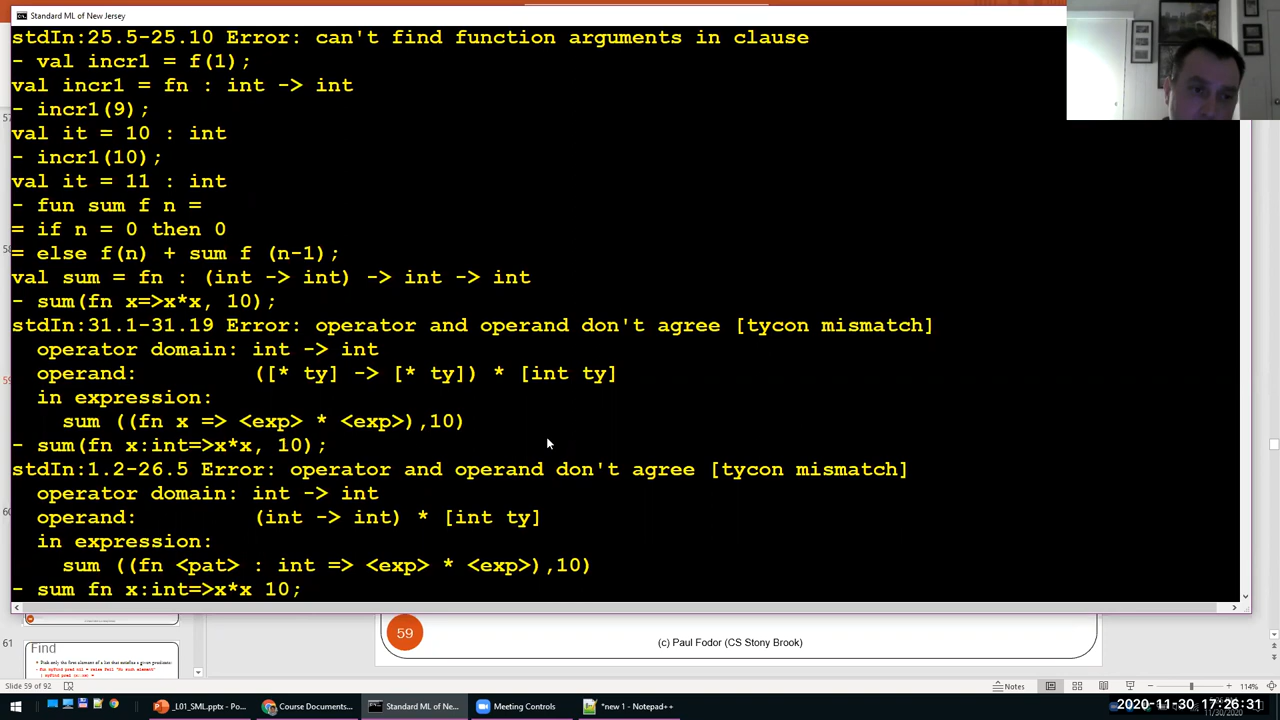 Standard ML of New Jersey
stdIn:25.5-25.10 Error: can't find function arguments in clause
- val incr1 = f(1);
val incr1 = fn : int -> int
- incr1(9);
val it = 10 : int
- incr1(10);
val it = 11 : int
- fun sum f n =
= if n = 0 then 0
= else f(n) + sum f (n-1);
val sum = fn : (int -> int) -> int -> int
- sum(fn x=>x*x, 10);
stdIn:31.1-31.19 Error: operator and operand don't agree [tycon mismatch]
operator domain: int -> int
operand: ([* ty] -> [* ty]) * [int ty]
in expression:
sum ((fn x => <exp> * <exp>),10)
- sum(fn x:int=>x*x, 10);
stdIn:1.2-26.5 Error: operator and operand don't agree [tycon mismatch]
operator domain: int -> int
operand: (int -> int) * [int ty]
in expression:
sum ((fn <pat> : int => <exp> * <exp>),10)
- sum fn x:int=>x*x 10;
59
(c) Paul Fodor (CS Stony Brook)
61
Find
Slide 59 of 92
Notes
114%
_L01_SML.pptx - Po...
Course Documents...
Standard ML of Ne...
Meeting Controls
*new 1 - Notepad++
2020-11-30 17:26:31